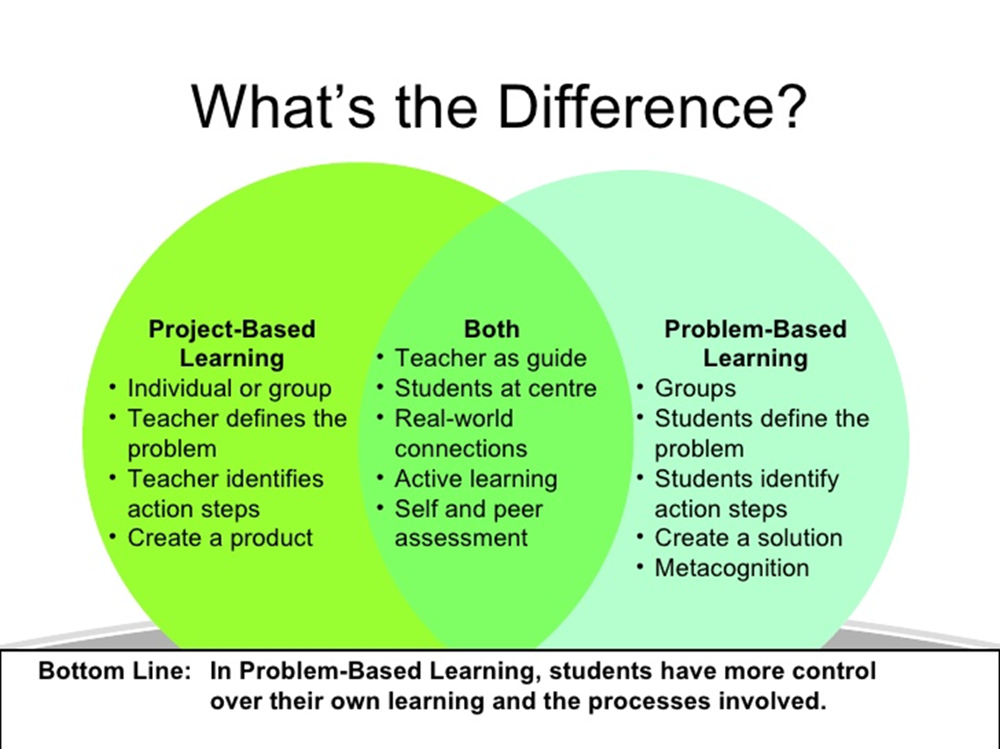 What’s the Difference?
Project-Based
Learning
• Individual or group
• Teacher defines the
problem
• Teacher identifies
action steps
• Create a product
Both
• Teacher as guide
• Students at centre
• Real-world
connections
• Active learning
• Self and peer
assessment
Problem-Based
Learning
• Groups
• Students define the
problem
• Students identify
action steps
• Create a solution
• Metacognition
Bottom Line: In Problem-Based Learning, students have more control
over their own learning and the processes involved.